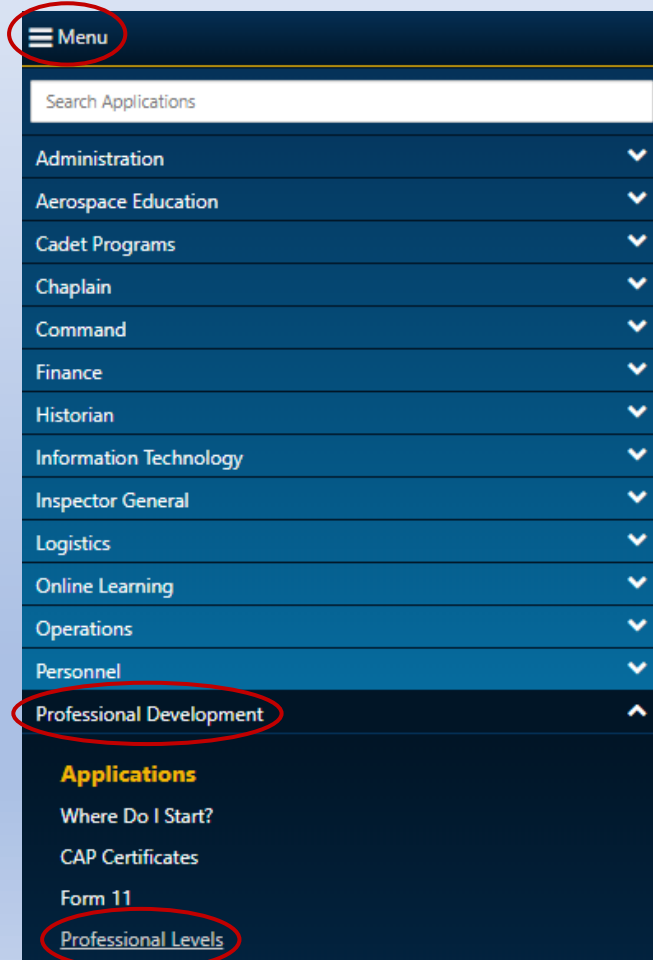 Menu
Search Applications
Administration
Aerospace Education
Cadet Programs
Chaplain
Command
Finance
Historian
Information Technology
Inspector General
Logistics
Online Learning
Operations
Personnel
Professional Development
Applications
Where Do I Start?
CAP Certificates
Form 11
Professional Levels